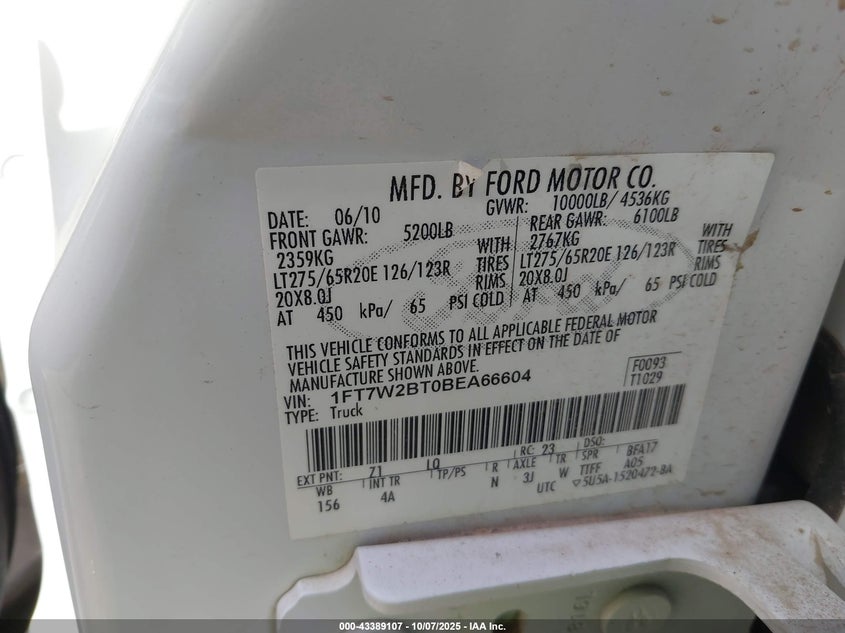 MFD. BY FORD MOTOR CO.
DATE: 06/10 GVWR: 10000LB/ 4536KG
FRONT GAWR: 5200LB REAR GAWR: 6100LB
2359KG WITH 2767KG WITH
LT275/65R20E 126/123R TIRES LT275/65R20E 126/123R TIRES
20X8.0J RIMS 20X8.0J RIMS
AT 450 kPa/ 65 PSI COLD AT 450 kPa/ 65 PSI COLD
THIS VEHICLE CONFORMS TO ALL APPLICABLE FEDERAL MOTOR
VEHICLE SAFETY STANDARDS IN EFFECT ON THE DATE OF
MANUFACTURE SHOWN ABOVE.
VIN: 1FT7W2BT0BEA66604 F0093
TYPE: Truck T1029
EXT PNT: Z1 LQ RC: 23 DSO:
WB INT TR TP/PS R AXLE TR SPR BFA17
156 4A N 3J W TTFF A05
UTC ▽5U5A-1520472-BA
000-43389107 - 10/07/2025 - IAA Inc.